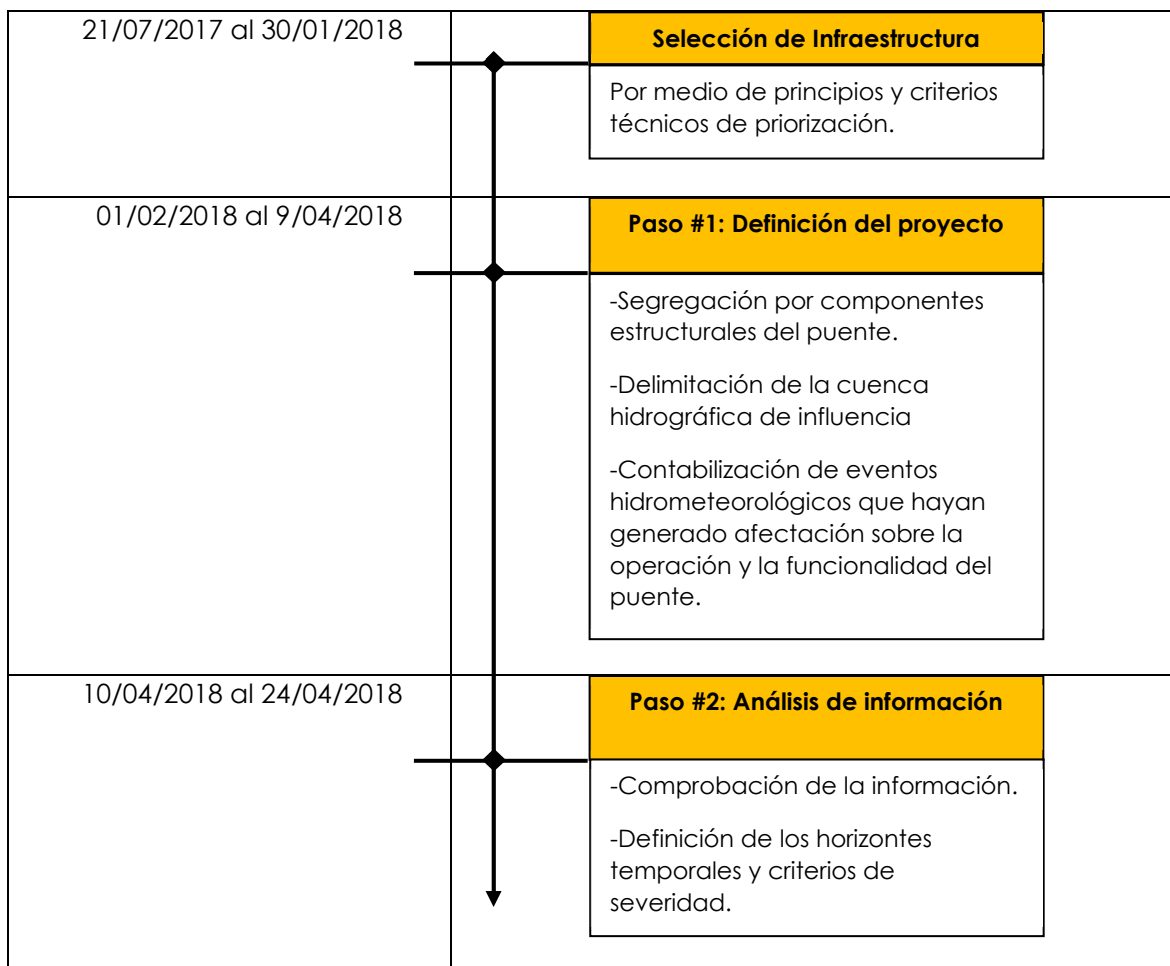 21/07/2017 al 30/01/2018
Selección de Infraestructura
Por medio de principios y criterios
técnicos de priorización.
01/02/2018 al 9/04/2018
Paso #1: Definición del proyecto
-Segregación por componentes
estructurales del puente.
-Delimitación de la cuenca
hidrográfica de influencia
-Contabilización de eventos
hidrometeorológicos que hayan
generado afectación sobre la
operación y la funcionalidad del
puente.
10/04/2018 al 24/04/2018
Paso #2: Análisis de información
-Comprobación de la información.
-Definición de los horizontes
temporales y criterios de
severidad.